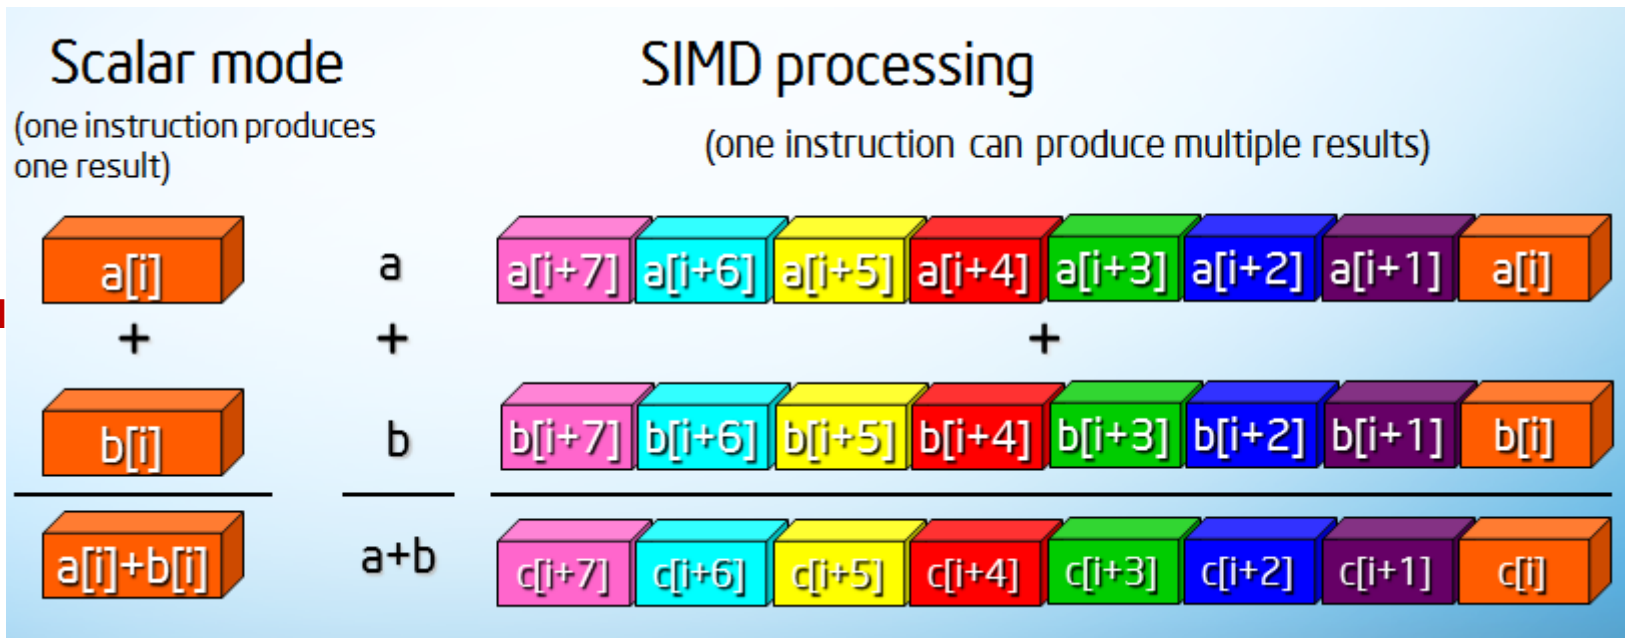 Scalar mode
(one instruction produces
one result)
SIMD processing
(one instruction can produce multiple results)
a[i] a a[i+7] a[i+6] a[i+5] a[i+4] a[i+3] a[i+2] a[i+1] a[i]
+ + +
b[i] b b[i+7] b[i+6] b[i+5] b[i+4] b[i+3] b[i+2] b[i+1] b[i]
a[i]+b[i] a+b c[i+7] c[i+6] c[i+5] c[i+4] c[i+3] c[i+2] c[i+1] c[i]